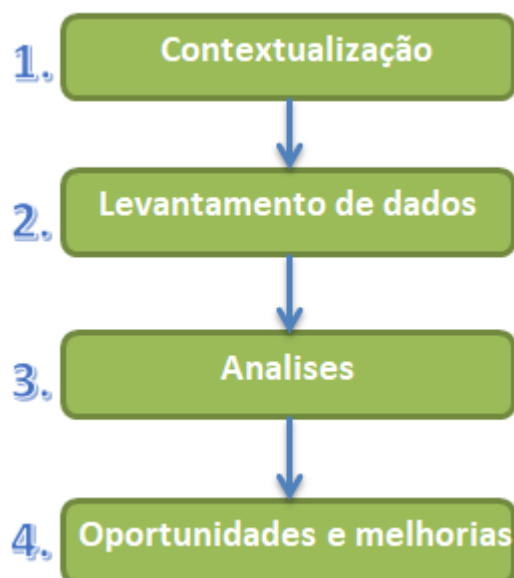 1. Contextualização
2. Levantamento de dados
3. Analises
4. Oportunidades e melhorias